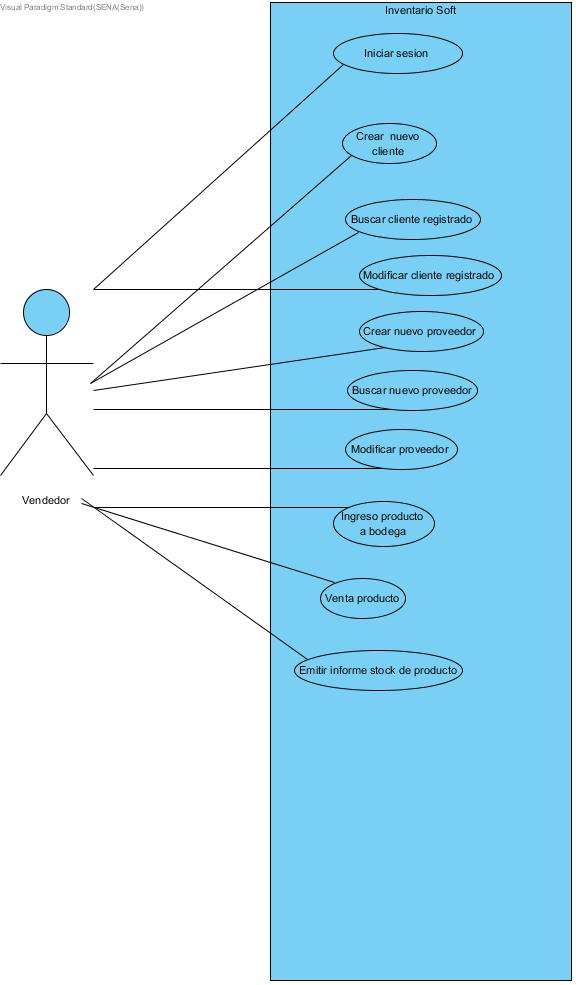 Visual Paradigm Standard(SENA(Sena))
Inventario Soft
Iniciar sesion
Crear nuevo
cliente
Buscar cliente registrado
Modificar cliente registrado
Crear nuevo proveedor
Buscar nuevo proveedor
Modificar proveedor
Vendedor
Ingreso producto
a bodega
Venta producto
Emitir informe stock de producto